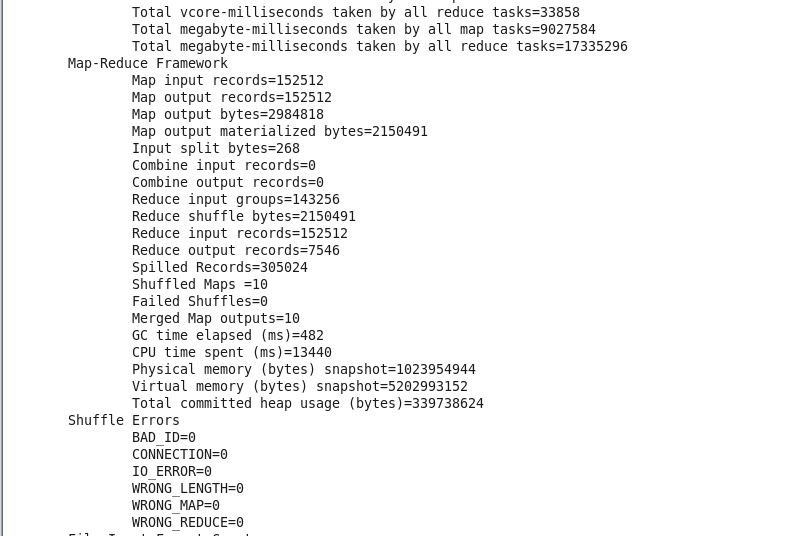 Total vcore-milliseconds taken by all reduce tasks=33858
Total megabyte-milliseconds taken by all map tasks=9027584
Total megabyte-milliseconds taken by all reduce tasks=17335296
Map-Reduce Framework
Map input records=152512
Map output records=152512
Map output bytes=2984818
Map output materialized bytes=2150491
Input split bytes=268
Combine input records=0
Combine output records=0
Reduce input groups=143256
Reduce shuffle bytes=2150491
Reduce input records=152512
Reduce output records=7546
Spilled Records=305024
Shuffled Maps =10
Failed Shuffles=0
Merged Map outputs=10
GC time elapsed (ms)=482
CPU time spent (ms)=13440
Physical memory (bytes) snapshot=1023954944
Virtual memory (bytes) snapshot=5202993152
Total committed heap usage (bytes)=339738624
Shuffle Errors
BAD_ID=0
CONNECTION=0
IO_ERROR=0
WRONG_LENGTH=0
WRONG_MAP=0
WRONG_REDUCE=0